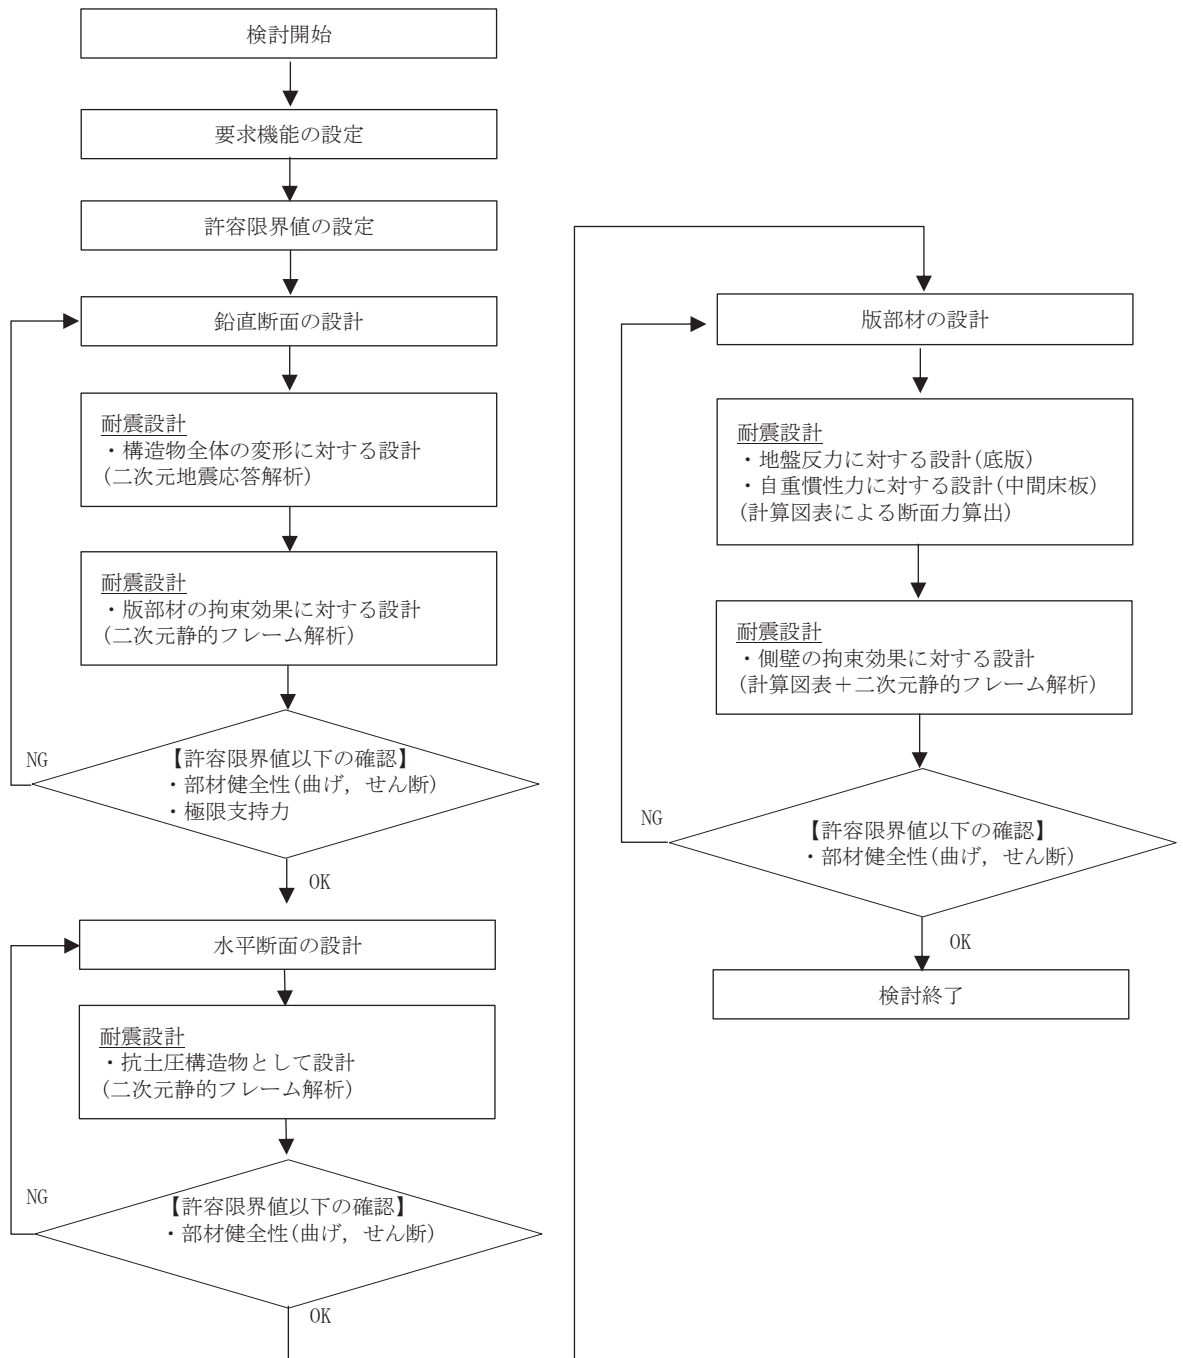 検討開始
要求機能の設定
許容限界値の設定
鉛直断面の設計
耐震設計
・構造物全体の変形に対する設計
(二次元地震応答解析)
耐震設計
・版部材の拘束効果に対する設計
(二次元静的フレーム解析)
NG
【許容限界値以下の確認】
・部材健全性(曲げ, せん断)
・極限支持力
OK
水平断面の設計
耐震設計
・抗土圧構造物として設計
(二次元静的フレーム解析)
NG
【許容限界値以下の確認】
・部材健全性(曲げ, せん断)
OK
版部材の設計
耐震設計
・地盤反力に対する設計(底版)
・自重慣性力に対する設計(中間床板)
(計算図表による断面力算出)
耐震設計
・側壁の拘束効果に対する設計
(計算図表＋二次元静的フレーム解析)
NG
【許容限界値以下の確認】
・部材健全性(曲げ, せん断)
OK
検討終了